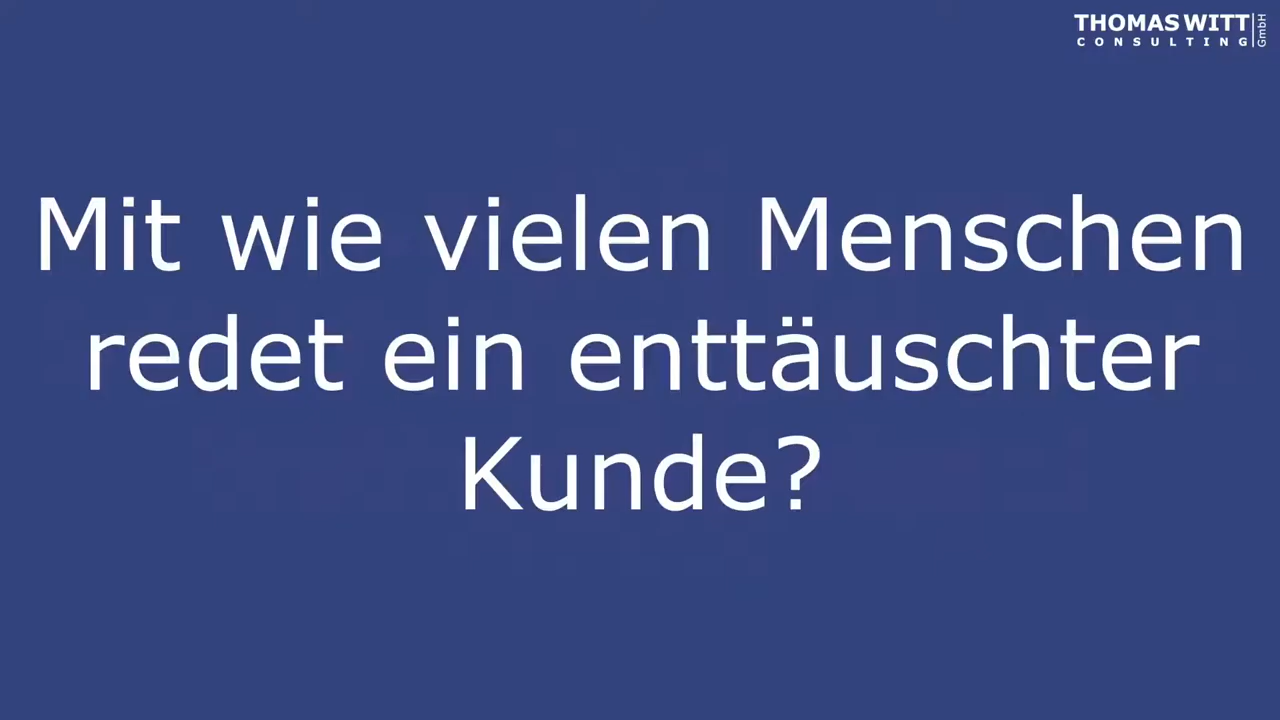 THOMAS WITT
CONSULTING
GmbH
Mit wie vielen Menschen
redet ein enttäuschter
Kunde?